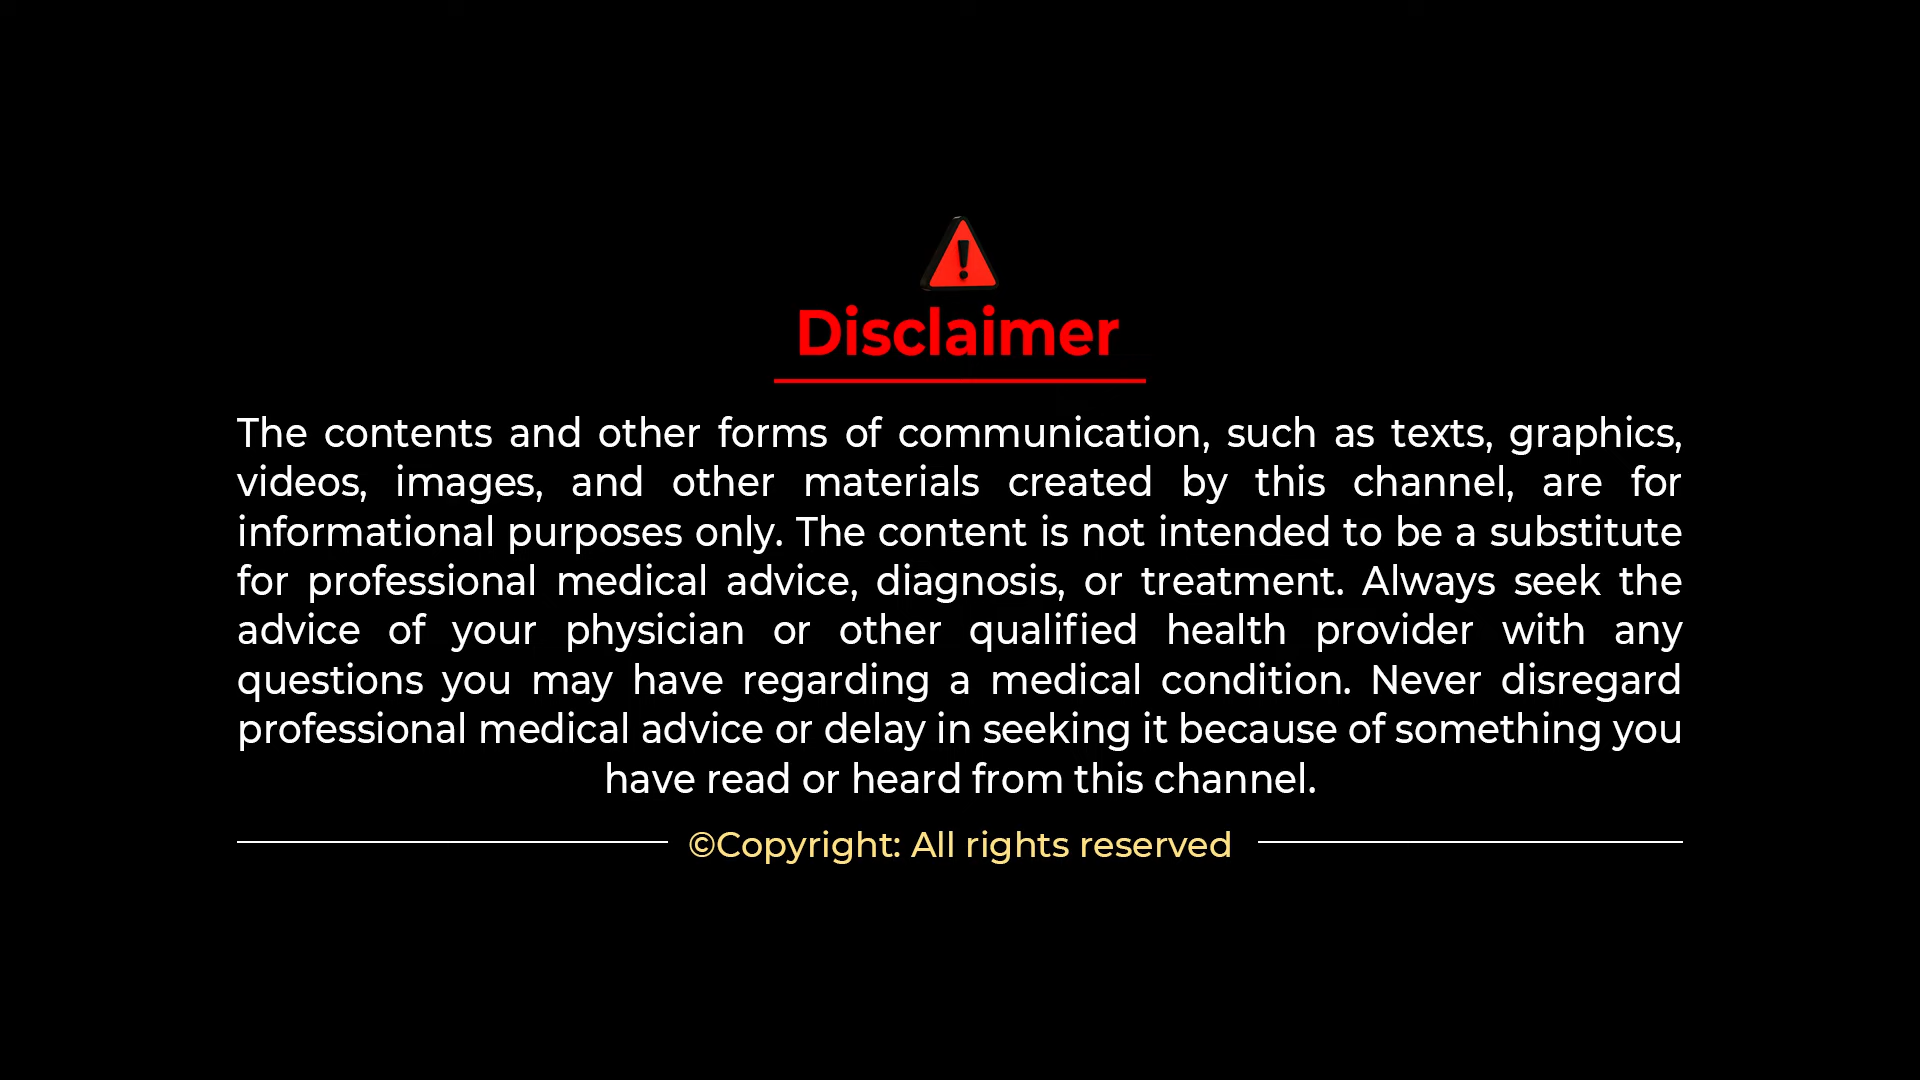 Disclaimer
The contents and other forms of communication, such as texts, graphics,
videos, images, and other materials created by this channel, are for
informational purposes only. The content is not intended to be a substitute
for professional medical advice, diagnosis, or treatment. Always seek the
advice of your physician or other qualified health provider with any
questions you may have regarding a medical condition. Never disregard
professional medical advice or delay in seeking it because of something you
have read or heard from this channel.
©Copyright: All rights reserved